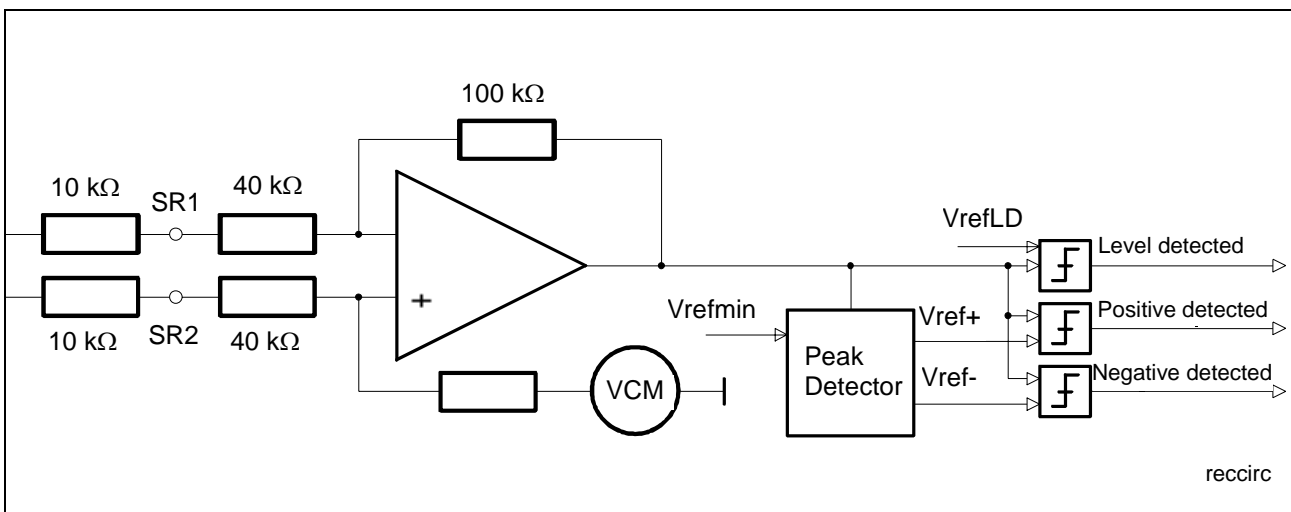 100 kΩ
10 kΩ
SR1
40 kΩ
10 kΩ
SR2
40 kΩ
+
VCM
Vrefmin
Peak
Detector
Vref+
Vref-
VrefLD
Level detected
Positive detected
Negative detected
reccirc